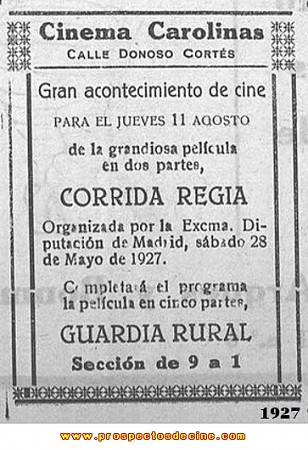 Cinema Carolinas
CALLE DONOSO CORTÉS
Gran acontecimiento de cine
PARA EL JUEVES 11 AGOSTO
de la grandiosa película
en dos partes,
CORRIDA REGIA
Organizada por la Excma. Di-
putación de Madrid, sábado 28
de Mayo de 1927.
Completará el programa
la película en cinco partes,
GUARDIA RURAL
Sección de 9 a 1
1927
www.prospectosdecine.com